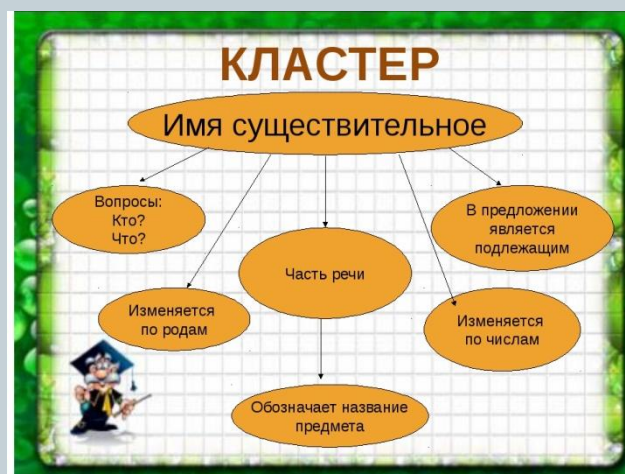 КЛАСТЕР
Имя существительное
Вопросы:
Кто?
Что?
В предложении
является
подлежащим
Часть речи
Изменяется
по родам
Изменяется
по числам
Обозначает название
предмета